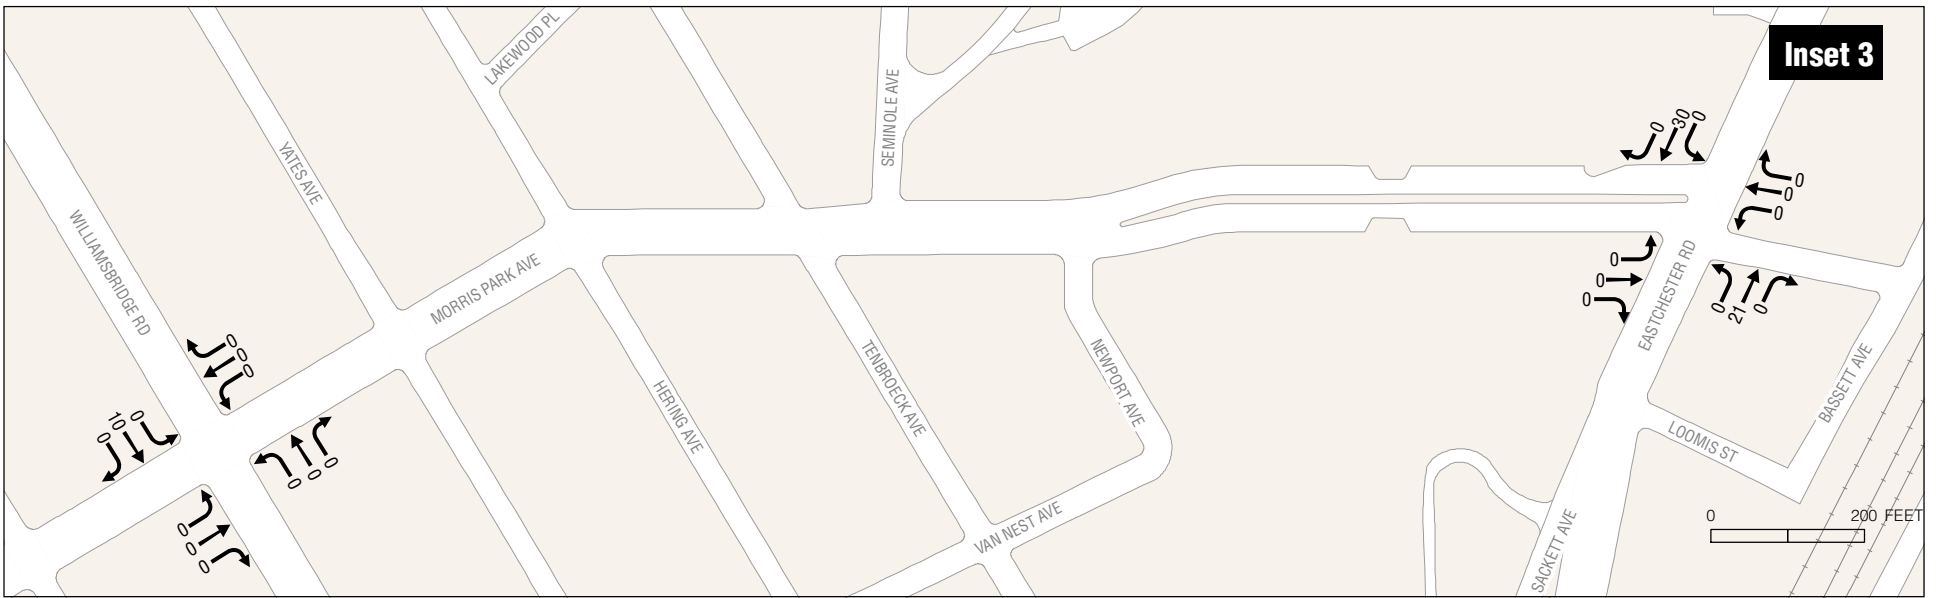 LAKEWOOD PL
Inset 3
SEMINOLE AVE
YATES AVE
0 30 0
0
0
0
WILLIAMSBRIDGE RD
MORRIS PARK AVE
EASTCHESTER RD
0
0
0
0 21 0
0
0
0
HERING AVE
TENBROECK AVE
NEWPORT AVE
BASSETT AVE
0 10 0
0 0 0
LOOMIS ST
0
0
0
VAN NEST AVE
SACKETT AVE
0 200 FEET